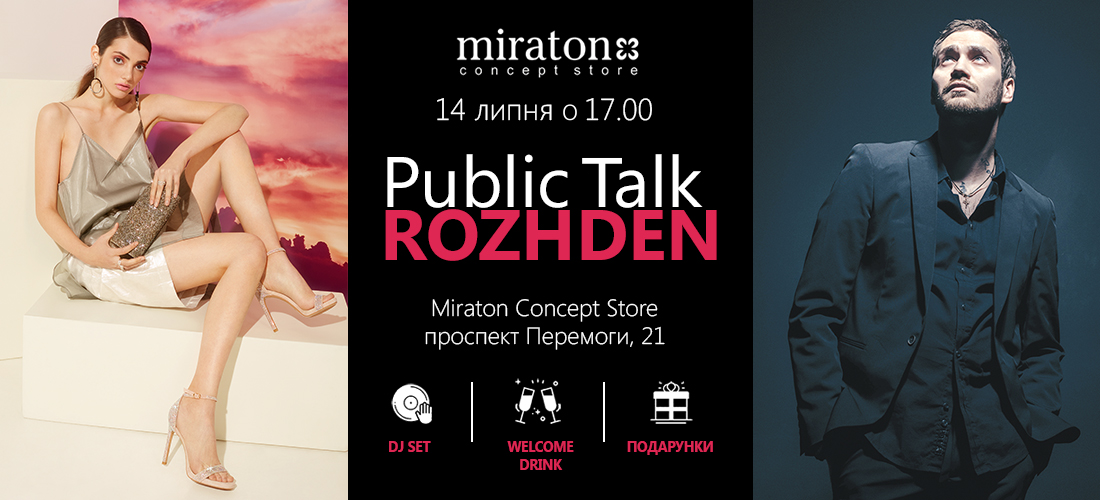 miraton
concept store
14 липня о 17.00
Public Talk
ROZHDEN
Miraton Concept Store
проспект Перемоги, 21
DJ SET
WELCOME
DRINK
ПОДАРУНКИ